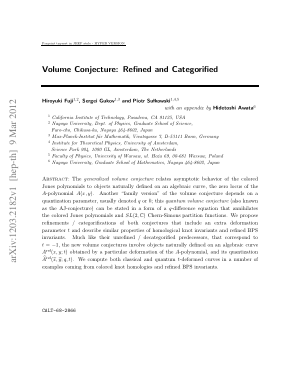 Prepared version in JHEP style - HYPER VERSION
Volume Conjecture: Refined and Categorified
Hiroyuki Fuji1,2, Sergei Gukov1,3 and Piotr Sułkowski1,4,5
with an appendix by Hidetoshi Awata6
1 California Institute of Technology, Pasadena, CA 91125, USA
2 Nagoya University, Dept. of Physics, Graduate School of Science,
Furo-cho, Chikusa-ku, Nagoya 464-8602, Japan
3 Max-Planck-Institut für Mathematik, Vivatsgasse 7, D-53111 Bonn, Germany
4 Institute for Theoretical Physics, University of Amsterdam,
Science Park 904, 1090 GL, Amsterdam, The Netherlands
5 Faculty of Physics, University of Warsaw, ul. Hoża 69, 00-681 Warsaw, Poland
6 Nagoya University, Graduate School of Mathematics, Nagoya 464-8602, Japan
Abstract: The generalized volume conjecture relates asymptotic behavior of the colored
Jones polynomials to objects naturally defined on an algebraic curve, the zero locus of the
A-polynomial A(x, y). Another "family version" of the volume conjecture depends on a
quantization parameter, usually denoted q or ℏ; this quantum volume conjecture (also known
as the AJ-conjecture) can be stated in a form of a q-difference equation that annihilates
the colored Jones polynomials and SL(2, C) Chern-Simons partition functions. We propose
refinements / categorifications of both conjectures that include an extra deformation
parameter t and describe similar properties of homological knot invariants and refined BPS
invariants. Much like their unrefined / decategorified predecessors, that correspond to
t = −1, the new volume conjectures involve objects naturally defined on an algebraic curve
Aref(x, y; t) obtained by a particular deformation of the A-polynomial, and its quantization
Âref(x̂, ŷ; q, t). We compute both classical and quantum t-deformed curves in a number of
examples coming from colored knot homologies and refined BPS invariants.
CALT-68-2866
arXiv:1203.2182v1 [hep-th] 9 Mar 2012